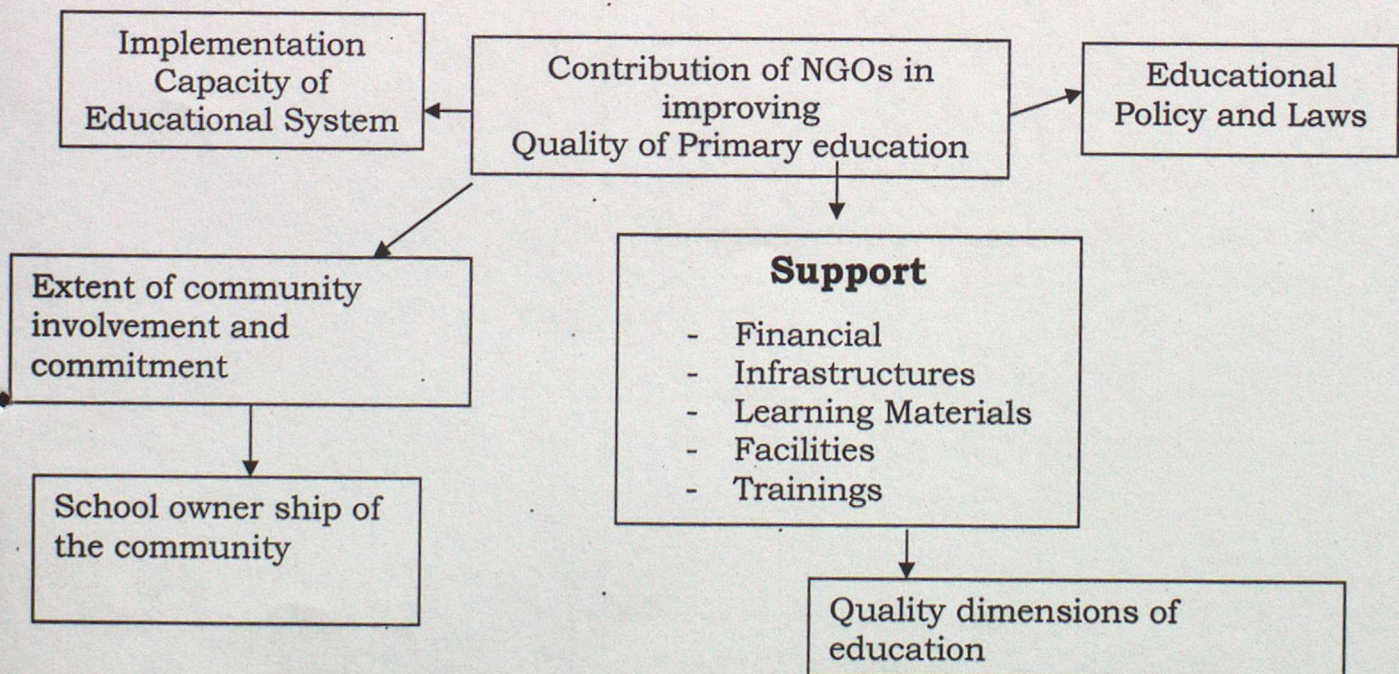 Implementation
Capacity of
Educational System
Contribution of NGOs in
improving
Quality of Primary education
Educational
Policy and Laws
Extent of community
involvement and
commitment
Support
- Financial
- Infrastructures
- Learning Materials
- Facilities
- Trainings
School owner ship of
the community
Quality dimensions of
education